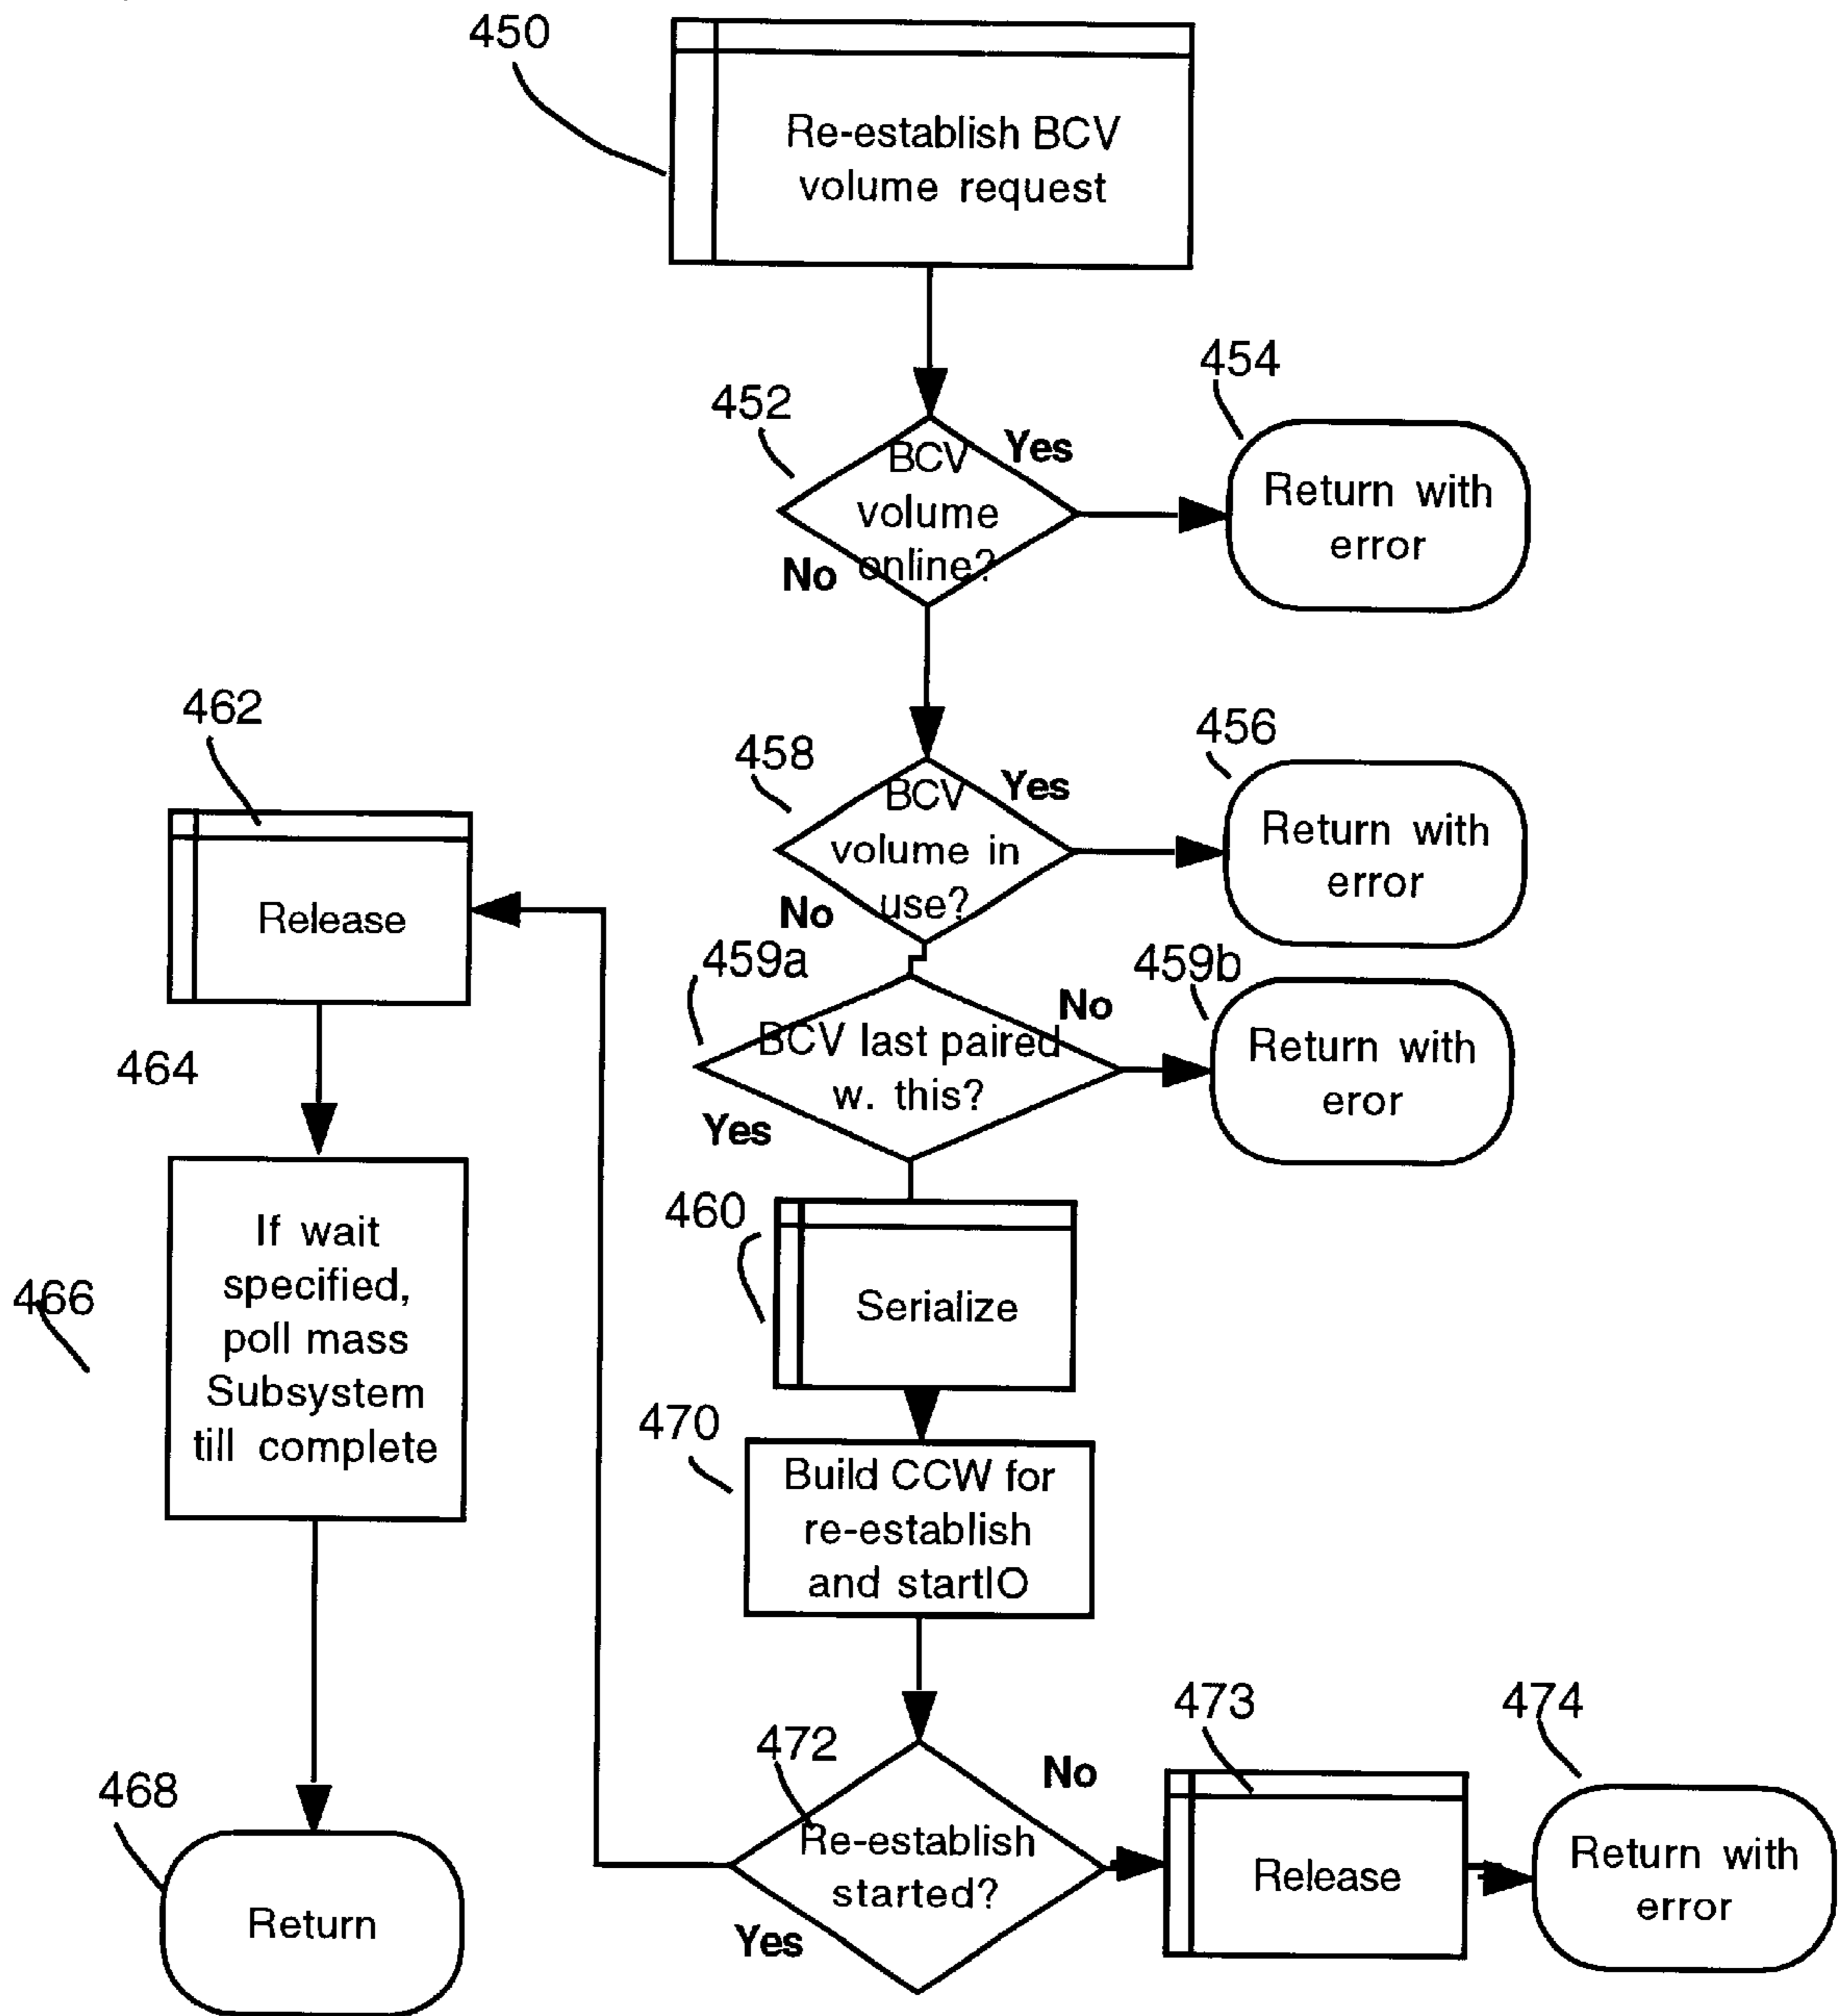 450
Re-establish BCV
volume request
452
BCV
volume
online?
Yes
No
454
Return with
error
458
BCV
volume in
use?
Yes
No
456
Return with
error
459a
BCV last paired
w. this?
No
Yes
459b
Return with
eror
460
Serialize
470
Build CCW for
re-establish
and startIO
472
Re-establish
started?
No
Yes
473
Release
474
Return with
error
462
Release
464
466
If wait
specified,
poll mass
Subsystem
till complete
468
Return